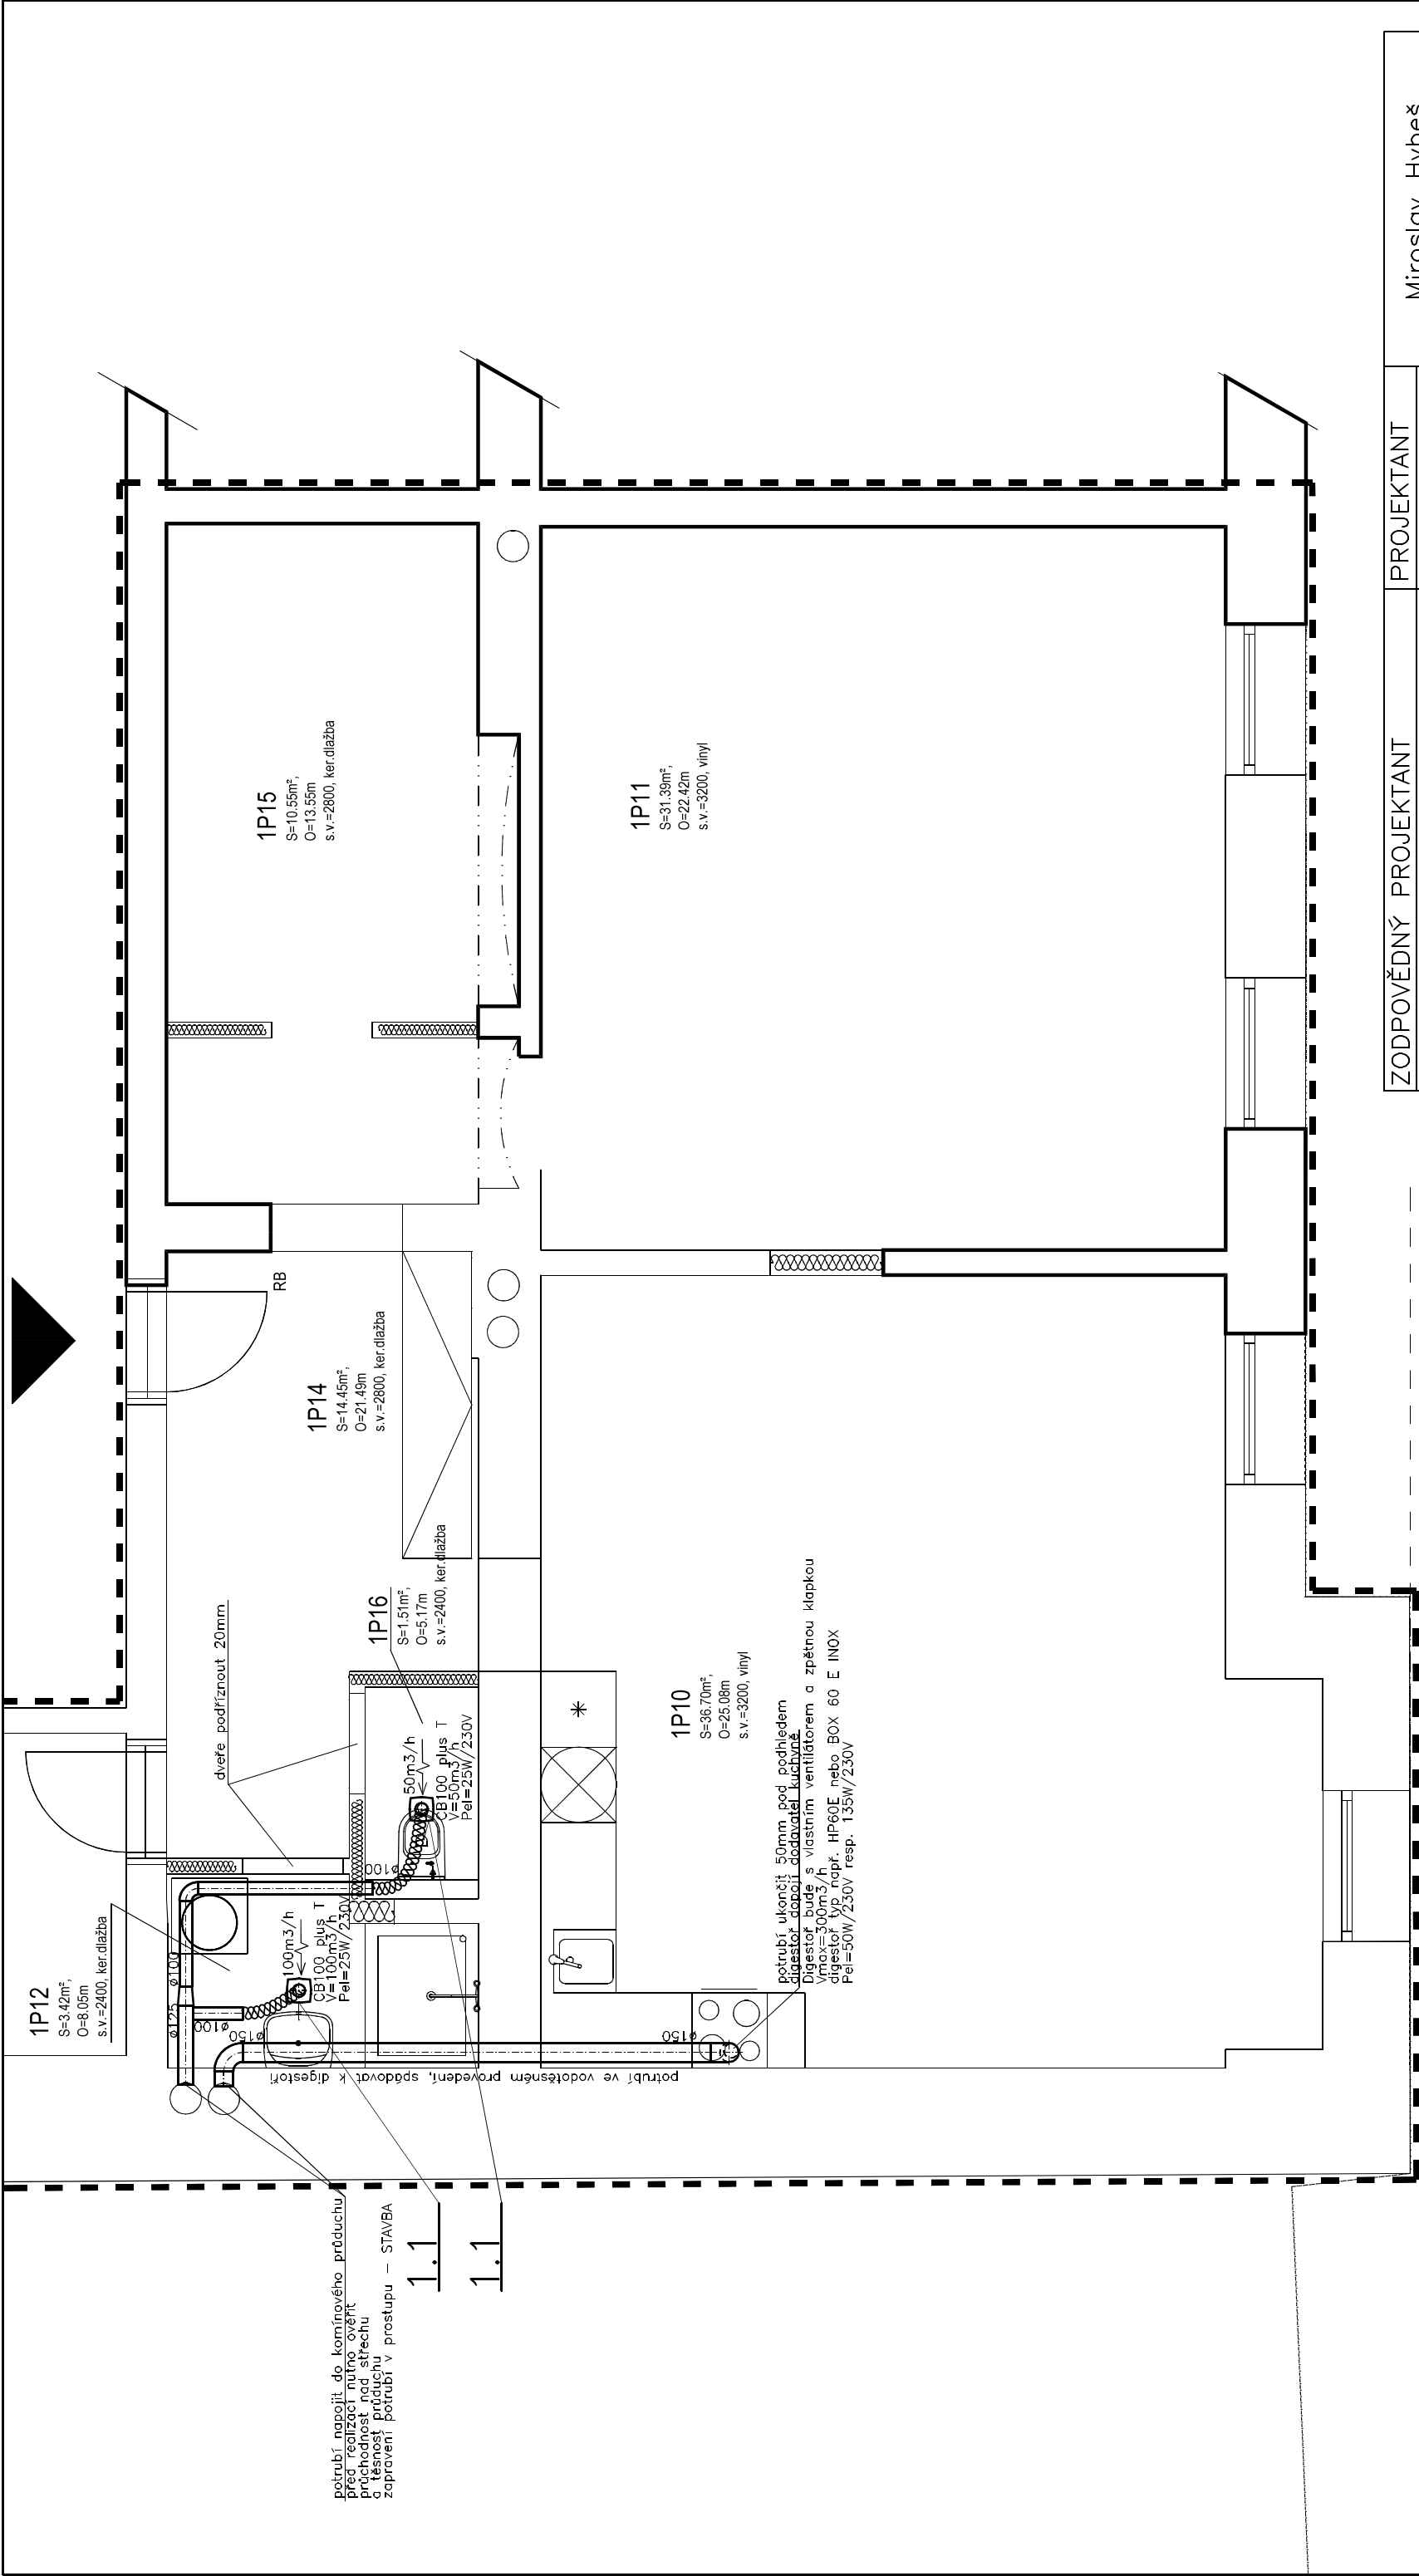 1P12
S=3.42m²,
O=8.05m
s.v.=2400, ker.dlažba
1P15
S=10.55m²,
O=13.55m
s.v.=2800, ker.dlažba
1P11
S=31.39m²,
O=22.42m
s.v.=3200, vinyl
RB
1P14
S=14.45m²,
O=21.49m
s.v.=2800, ker.dlažba
dveře podříznout 20mm
1P16
S=1.51m²,
O=5.17m
s.v.=2400, ker.dlažba
50m3/h
CB100 plus T
V=50m3/h
Pel=25W/230V
100m3/h
CB100 plus T
V=100m3/h
Pel=25W/230V
ø100
ø100
ø125
ø100
ø150
ø150
1P10
S=36.70m²,
O=25.08m
s.v.=3200, vinyl
potrubí ukončit 50mm pod podhledem
digestoř dopojí dodavatel kuchyně
Digestoř bude s vlastním ventilátorem a zpětnou klapkou
Vmax=300m3/h
digestoř typ např. HP60E nebo BOX 60 E INOX
Pel=50W/230V resp. 135W/230V
potrubí ve vodotěsném provedení, spádovat k digestoři
potrubí napojit do komínového průduchu
před realizací nutno ověřit
průchodnost nad střechu
a těsnost průduchu
zapravení potrubí v prostupu – STAVBA
1.1
1.1
ZODPOVĚDNÝ PROJEKTANT
PROJEKTANT
Miroslav Hybeš